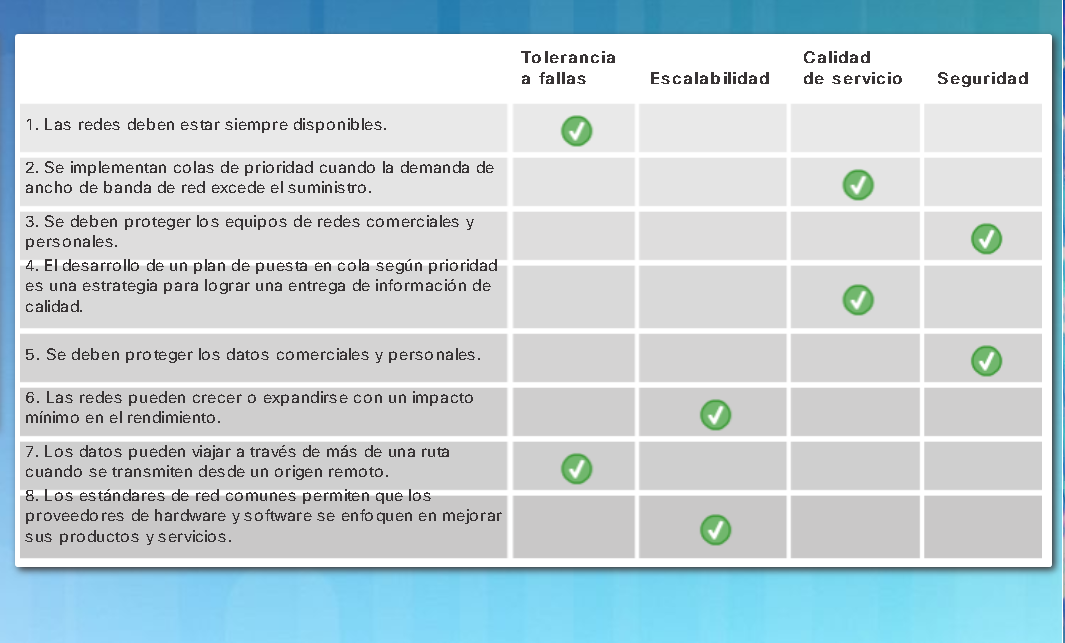 Tolerancia
a fallas
Escalabilidad
Calidad
de servicio
Seguridad
1. Las redes deben estar siempre disponibles.
2. Se implementan colas de prioridad cuando la demanda de
ancho de banda de red excede el suministro.
3. Se deben proteger los equipos de redes comerciales y
personales.
4. El desarrollo de un plan de puesta en cola según prioridad
es una estrategia para lograr una entrega de información de
calidad.
5. Se deben proteger los datos comerciales y personales.
6. Las redes pueden crecer o expandirse con un impacto
mínimo en el rendimiento.
7. Los datos pueden viajar a través de más de una ruta
cuando se transmiten desde un origen remoto.
8. Los estándares de red comunes permiten que los
proveedores de hardware y software se enfoquen en mejorar
sus productos y servicios.